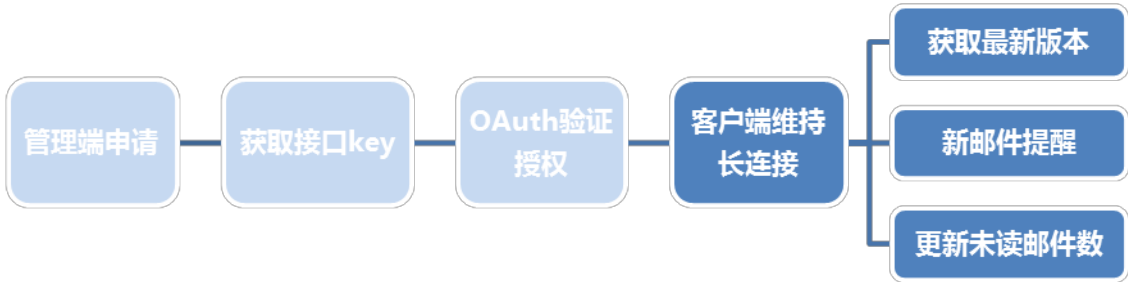 管理端申请
获取接口key
OAuth验证
授权
客户端维持
长连接
获取最新版本
新邮件提醒
更新未读邮件数